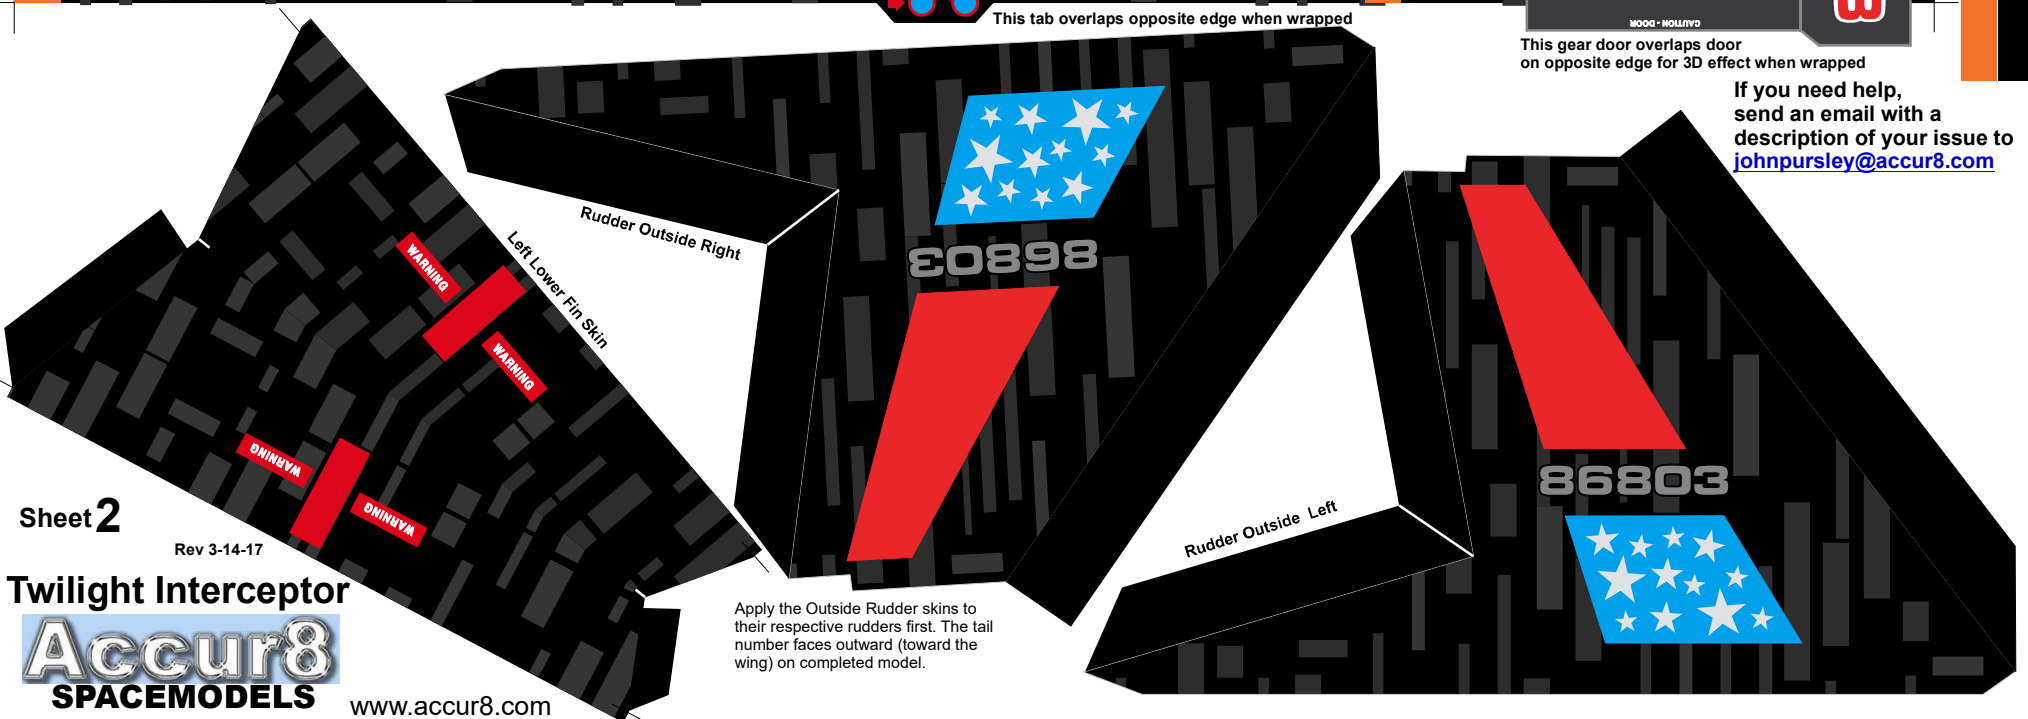 This tab overlaps opposite edge when wrapped
CAUTION - DOOR
8
This gear door overlaps door
on opposite edge for 3D effect when wrapped
If you need help,
send an email with a
description of your issue to
johnpursley@accur8.com
Rudder Outside Right
Left Lower Fin Skin
WARNING
WARNING
WARNING
WARNING
86803
86803
Rudder Outside Left
Sheet 2
Rev 3-14-17
Twilight Interceptor
Accur8
SPACEMODELS
www.accur8.com
Apply the Outside Rudder skins to
their respective rudders first. The tail
number faces outward (toward the
wing) on completed model.